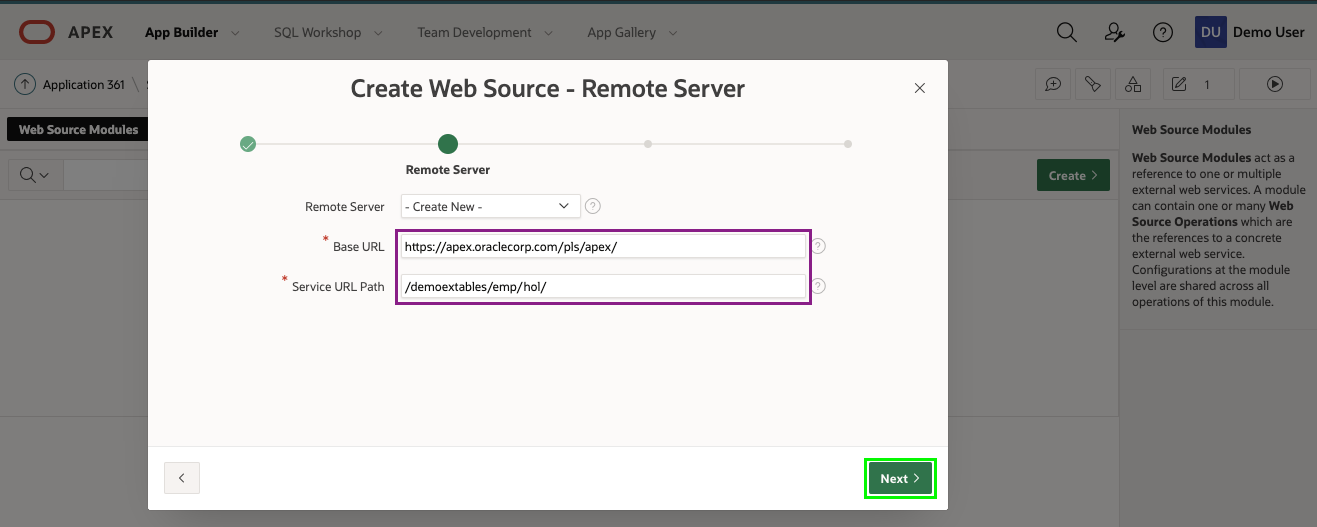 APEX App Builder SQL Workshop Team Development App Gallery DU Demo User
Application 361 \ 1
Web Source Modules
Create
Create Web Source - Remote Server
Remote Server
Remote Server - Create New - ?
* Base URL https://apex.oraclecorp.com/pls/apex/ ?
* Service URL Path /demoextables/emp/hol/ ?
Next
Web Source Modules
Web Source Modules act as a
reference to one or multiple
external web services. A module
can contain one or many Web
Source Operations which are
the references to a concrete
external web service.
Configurations at the module
level are shared across all
operations of this module.